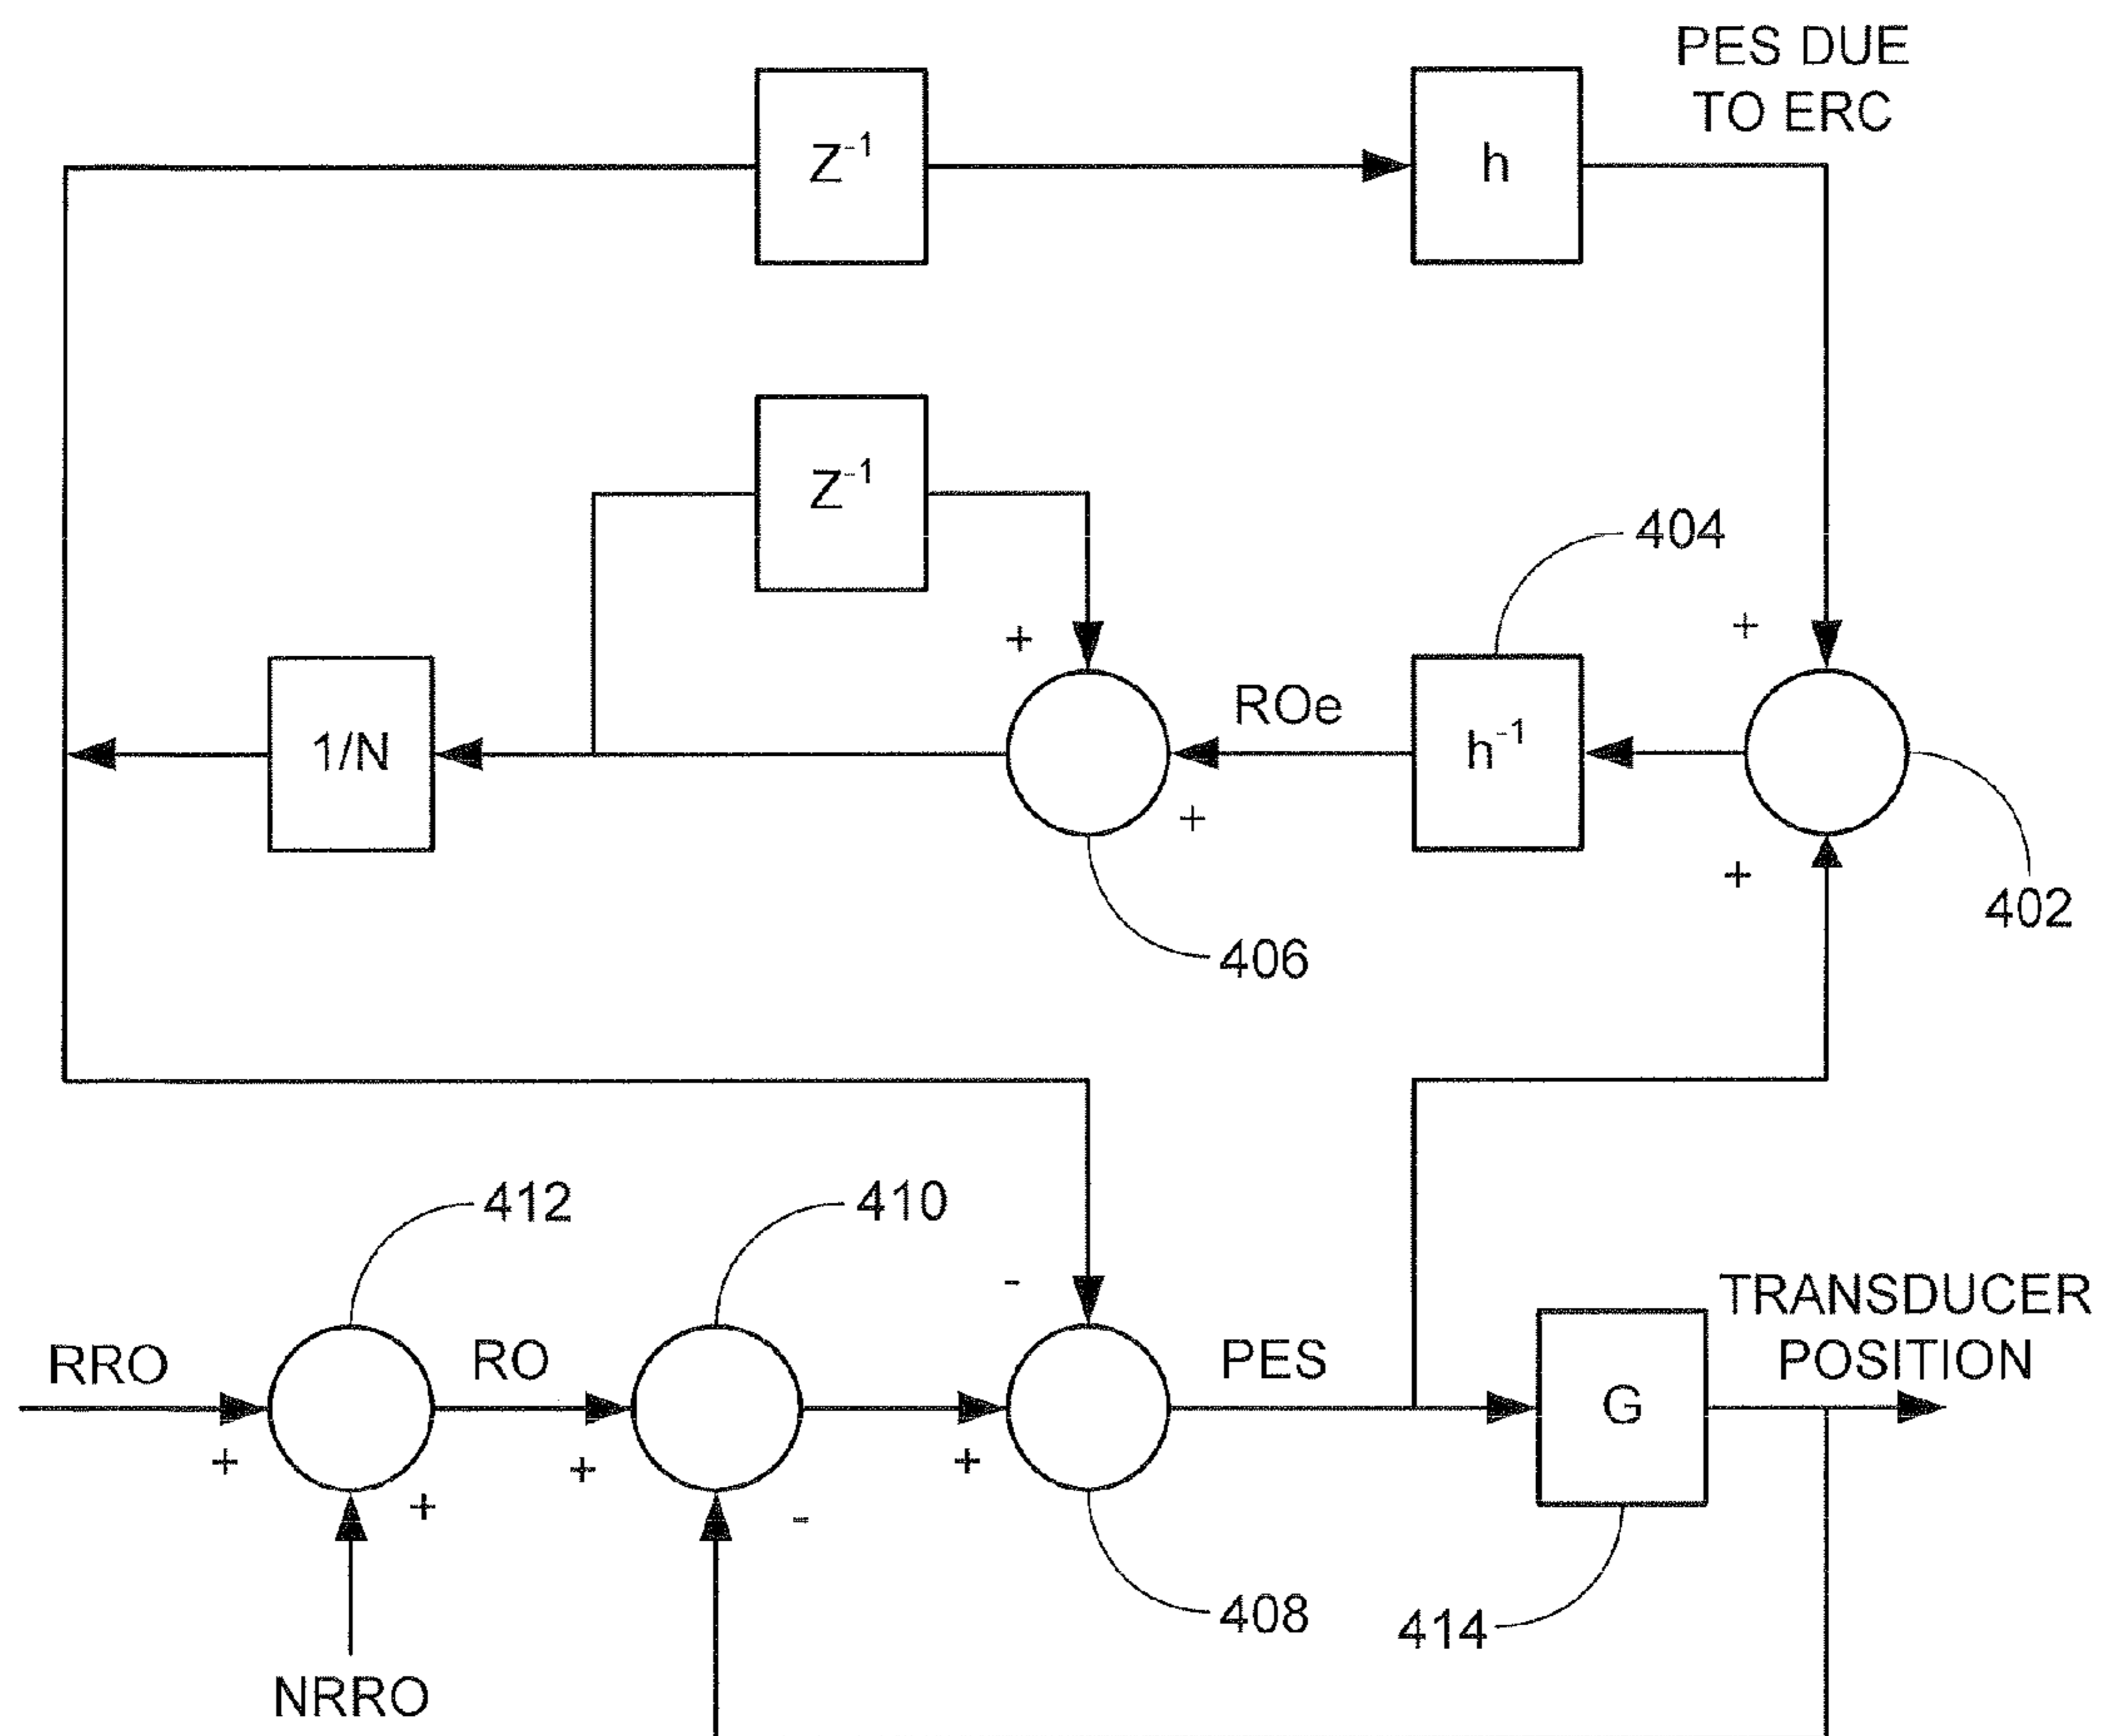 PES DUE
TO ERC
Z⁻¹
h
Z⁻¹
404
+
+
1/N
ROe
h⁻¹
+
+
402
406
412
410
-
TRANSDUCER
POSITION
RRO
RO
PES
G
+
+
+
+
-
408
414
NRRO